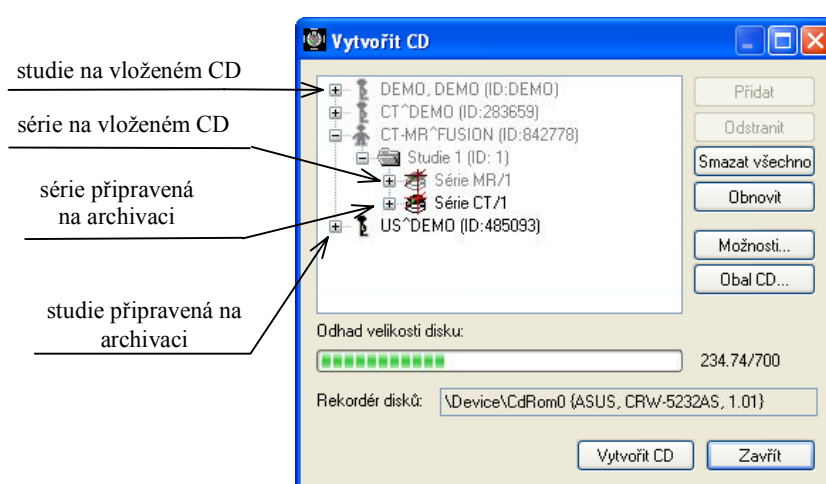 studie na vloženém CD
série na vloženém CD
série připravená
na archivaci
studie připravená na
archivaci
Vytvořit CD
DEMO, DEMO (ID:DEMO)
CT^DEMO (ID:283659)
CT-MR^FUSION (ID:842778)
Studie 1 (ID: 1)
Série MR/1
Série CT/1
US^DEMO (ID:485093)
Přidat
Odstranit
Smazat všechno
Obnovit
Možnosti...
Obal CD...
Odhad velikosti disku:
234.74/700
Rekordér disků: \Device\CdRom0 {ASUS, CRW-5232AS, 1.01}
Vytvořit CD Zavřít